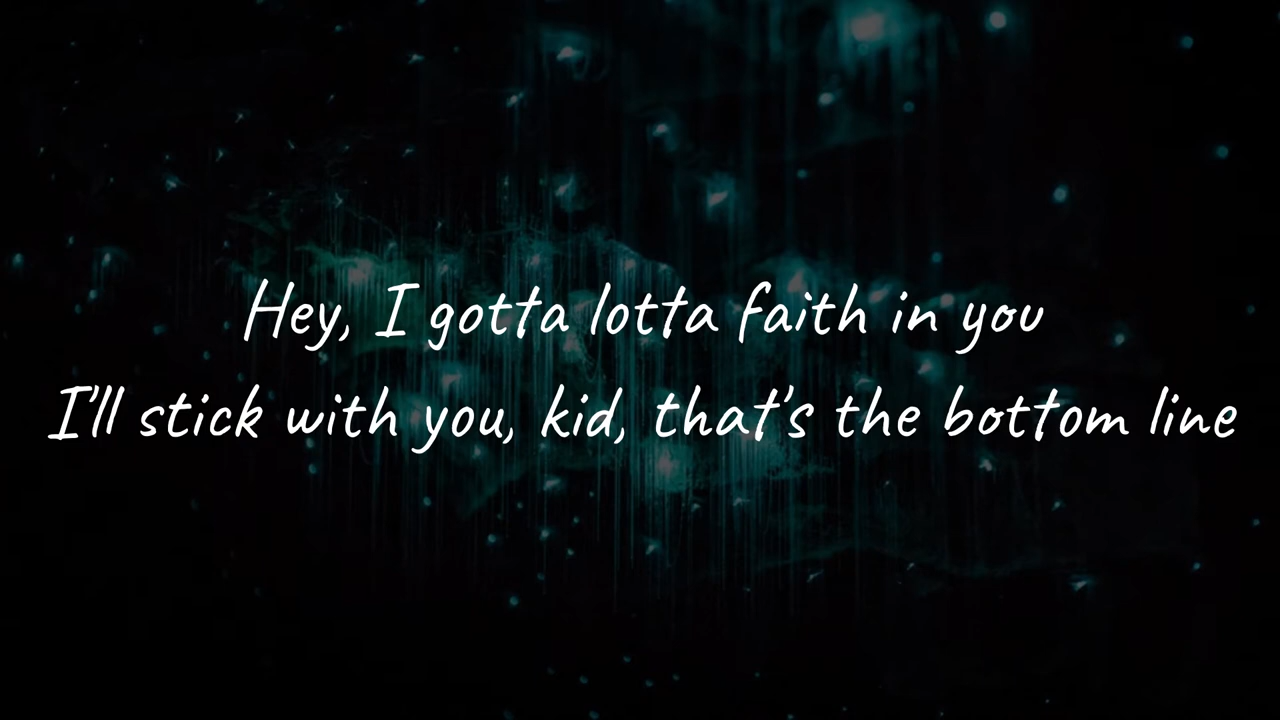 Hey, I gotta lotta faith in you
I'll stick with you, kid, that's the bottom line